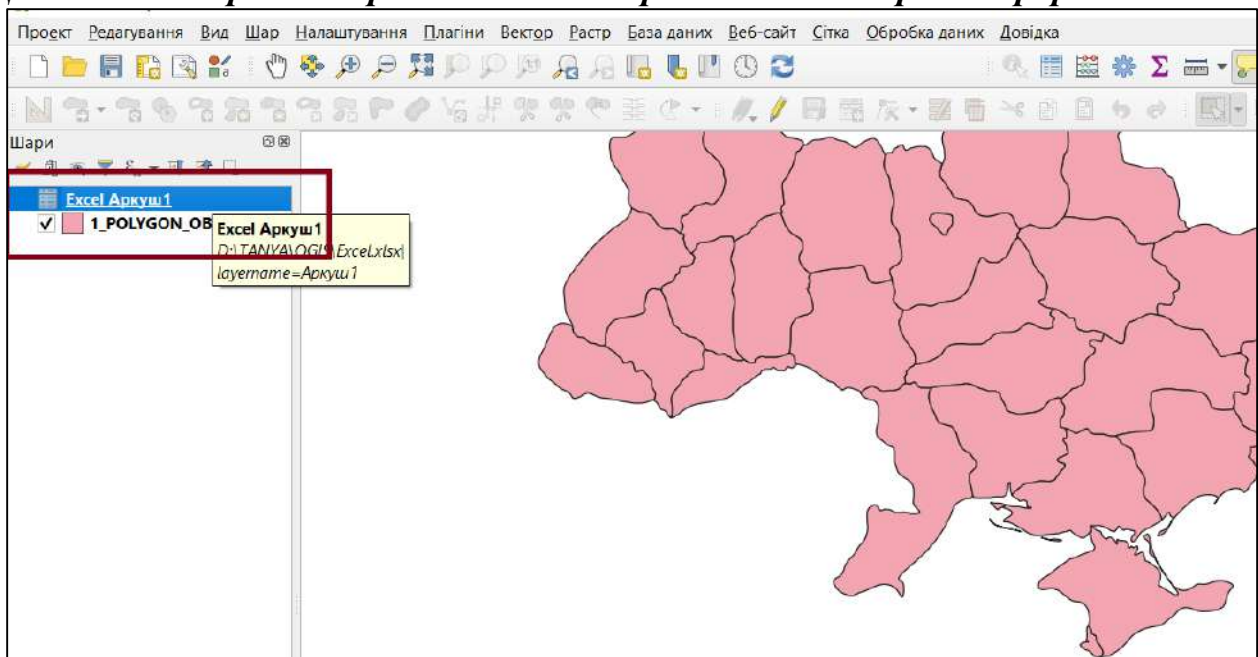 Проект Редагування Вид Шар Налаштування Плагіни Вектор Растр База даних Веб-сайт Сітка Обробка даних Довідка
Шари
Excel Аркуш1
1_POLYGON_OB
Excel Аркуш1
D:\TANYA\QGIS\Excel.xlsx|
layername=Аркуш1